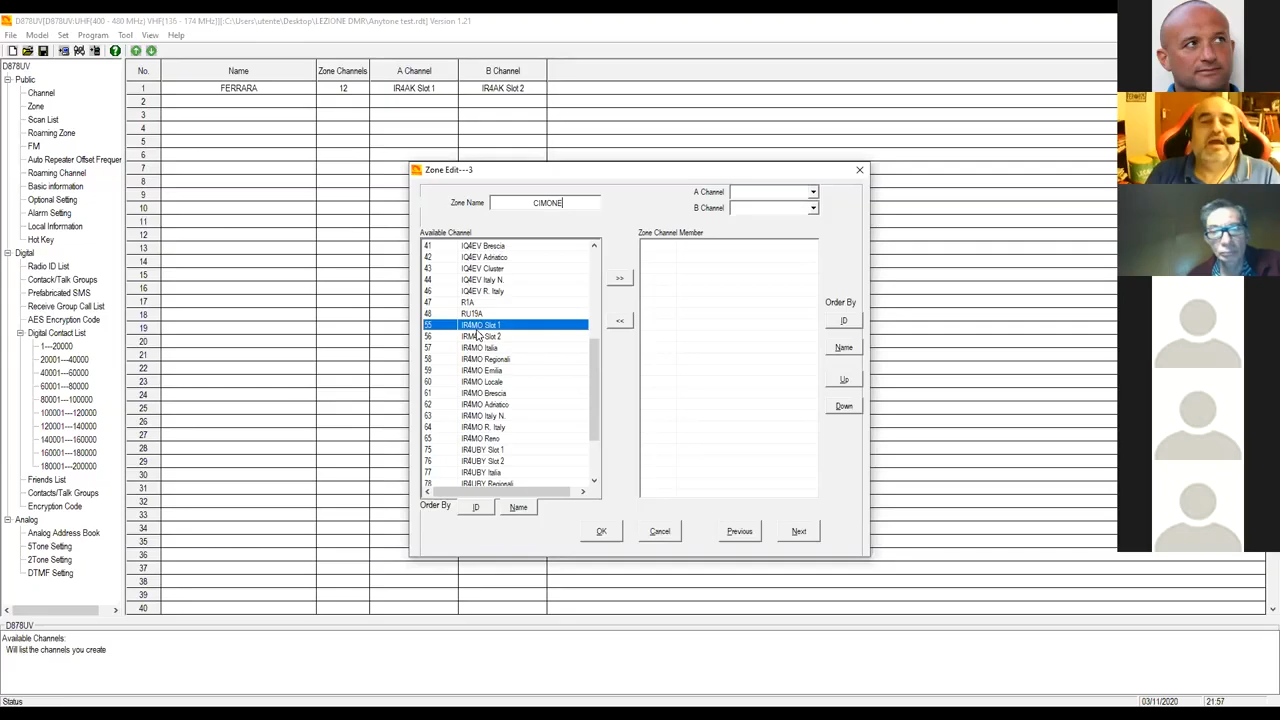 D878UV[D878UV:UHF{400 - 480 MHz} VHF{136 - 174 MHz}]:[C:\Users\utente\Desktop\LEZIONE DMR\Anytone test.rdt] Version 1.21
File Model Set Program Tool View Help
D878UV
Public
Channel
Zone
Scan List
Roaming Zone
FM
Auto Repeater Offset Frequer
Roaming Channel
Basic information
Optional Setting
Alarm Setting
Local Information
Hot Key
Digital
Radio ID List
Contack/Talk Groups
Prefabricated SMS
Receive Group Call List
AES Encryption Code
Digital Contact List
1---20000
20001---40000
40001---60000
60001---80000
80001---100000
100001---120000
120001---140000
140001---160000
160001---180000
180001---200000
Friends List
Contacts/Talk Groups
Encryption Code
Analog
Analog Address Book
5Tone Setting
2Tone Setting
DTMF Setting
No. Name Zone Channels A Channel B Channel
1 FERRARA 12 IR4AK Slot 1 IR4AK Slot 2
2
3
4
5
6
7
8
9
10
11
12
13
14
15
16
17
18
19
20
21
22
23
24
25
26
27
28
29
30
31
32
33
34
35
36
37
38
39
40
Zone Edit---3
Zone Name CIMONE
A Channel
B Channel
Available Channel
41 IQ4EV Brescia
42 IQ4EV Adriatico
43 IQ4EV Cluster
44 IQ4EV Italy N.
46 IQ4EV R. Italy
47 R1A
48 RU19A
55 IR4MO Slot 1
56 IR4MO Slot 2
57 IR4MO Italia
58 IR4MO Regionali
59 IR4MO Emilia
60 IR4MO Locale
61 IR4MO Brescia
62 IR4MO Adriatico
63 IR4MO Italy N.
64 IR4MO R. Italy
65 IR4MO Reno
75 IR4UBY Slot 1
76 IR4UBY Slot 2
77 IR4UBY Italia
78 IR4UBY Regionali
Order By ID Name
>>
<<
Zone Channel Member
Order By
ID
Name
Up
Down
OK Cancel Previous Next
D878UV
Available Channels:
Will list the channels you create
Status 03/11/2020 21:57